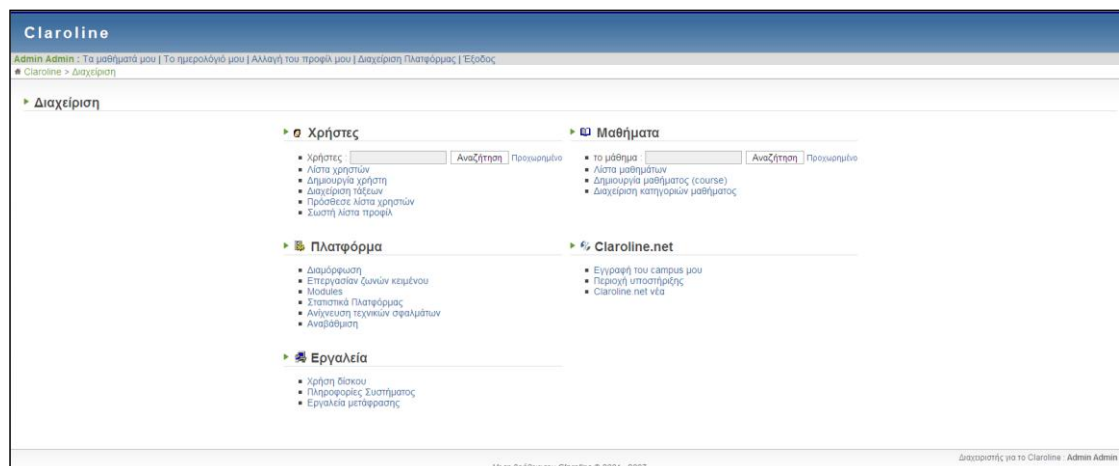 Claroline
Admin Admin : Τα μαθήματά μου | Το ημερολόγιό μου | Αλλαγή του προφίλ μου | Διαχείριση Πλατφόρμας | Έξοδος
Claroline > Διαχείριση
Διαχείριση
Χρήστες
Χρήστες : Αναζήτηση Προχωρημένο
Λίστα χρηστών
Δημιουργία χρήστη
Διαχείριση τάξεων
Πρόσθεσε λίστα χρηστών
Σωστή λίστα προφίλ
Μαθήματα
το μάθημα : Αναζήτηση Προχωρημένο
Λίστα μαθημάτων
Δημιουργία μαθήματος (course)
Διαχείριση κατηγοριών μαθήματος
Πλατφόρμα
Διαμόρφωση
Επεργασίαν ζωνών κειμένου
Modules
Στατιστικά Πλατφόρμας
Ανίχνευση τεχνικών σφαλμάτων
Αναβάθμιση
Claroline.net
Εγγραφή του campus μου
Περιοχή υποστήριξης
Claroline.net νέα
Εργαλεία
Χρήση δίσκου
Πληροφορίες Συστήματος
Εργαλεία μετάφρασης
Διαχειριστής για το Claroline : Admin Admin